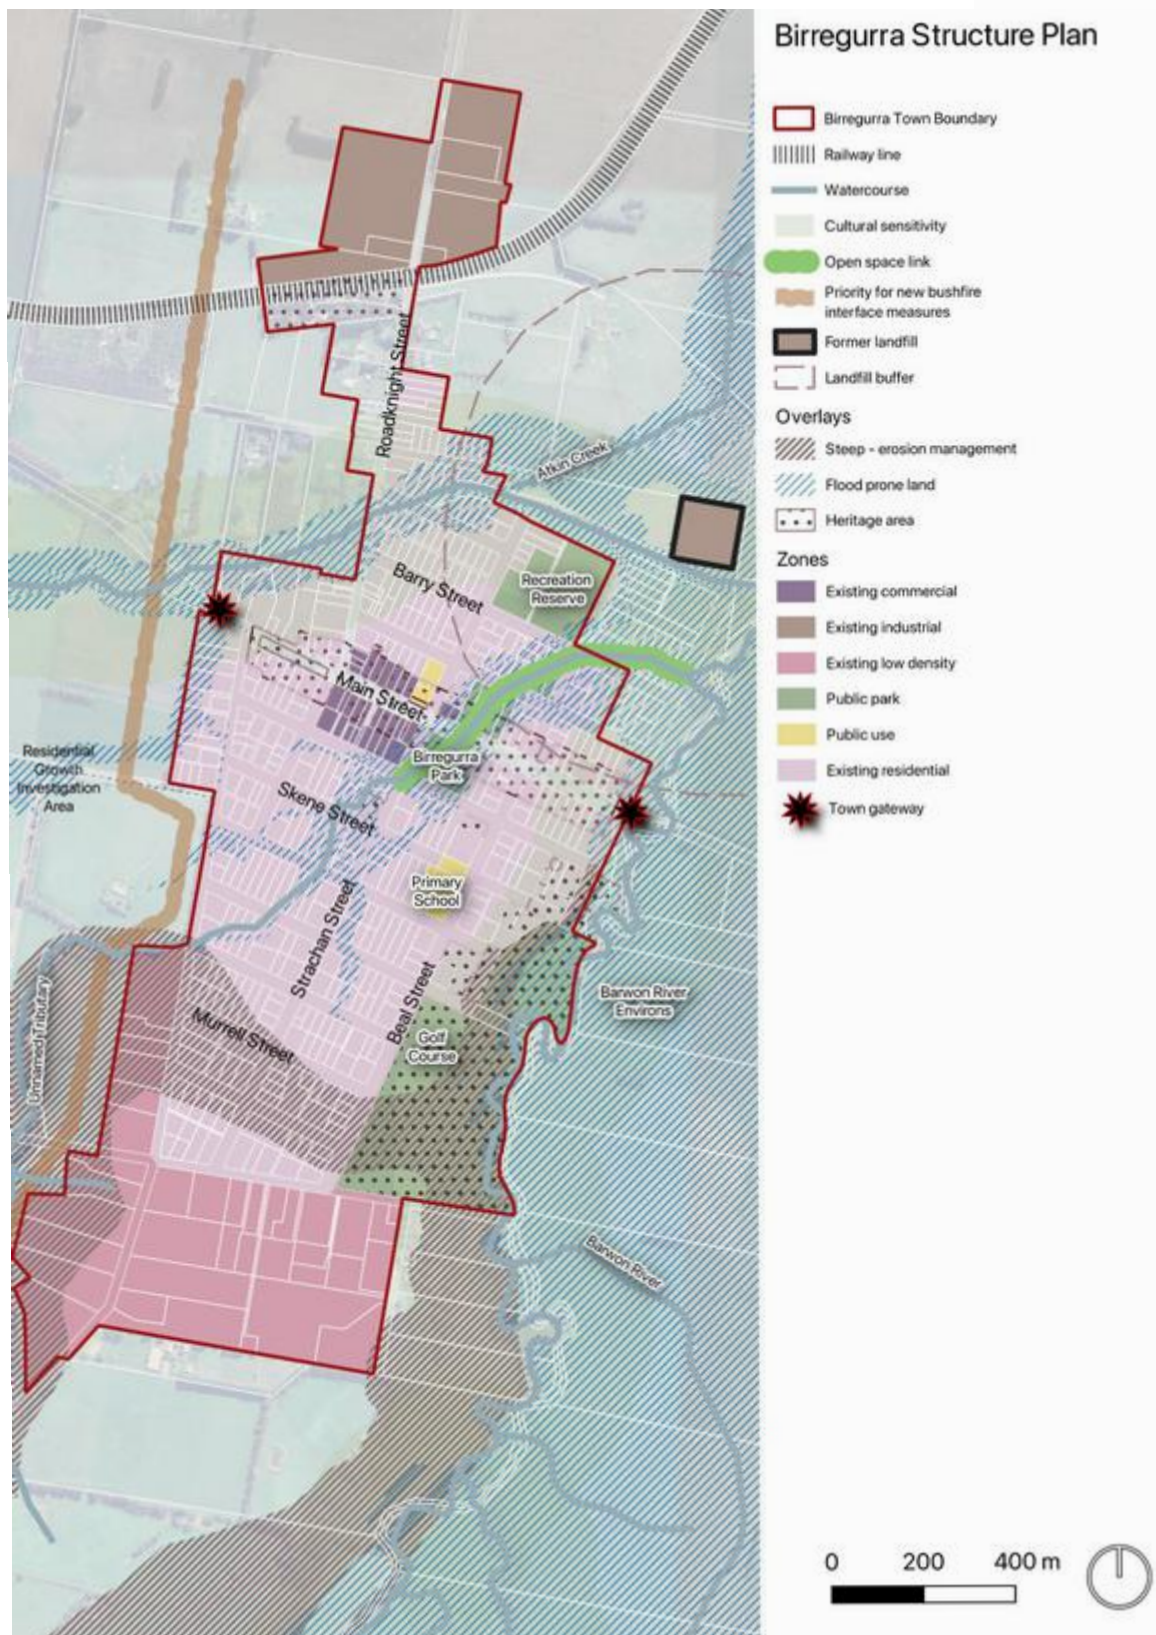 Birregurra Structure Plan
Birregurra Town Boundary
Railway line
Watercourse
Cultural sensitivity
Open space link
Priority for new bushfire
interface measures
Former landfill
Landfill buffer
Overlays
Steep - erosion management
Flood prone land
Heritage area
Zones
Existing commercial
Existing industrial
Existing low density
Public park
Public use
Existing residential
Town gateway
Roadknight Street
Atkin Creek
Barry Street
Recreation
Reserve
Main Street
Residential
Growth
Investigation
Area
Birregurra
Park
Skene Street
Primary
School
Strachan Street
Beal Street
Barwon River
Environs
Unnamed Tributary
Murrell Street
Golf
Course
Barwon River
0 200 400 m